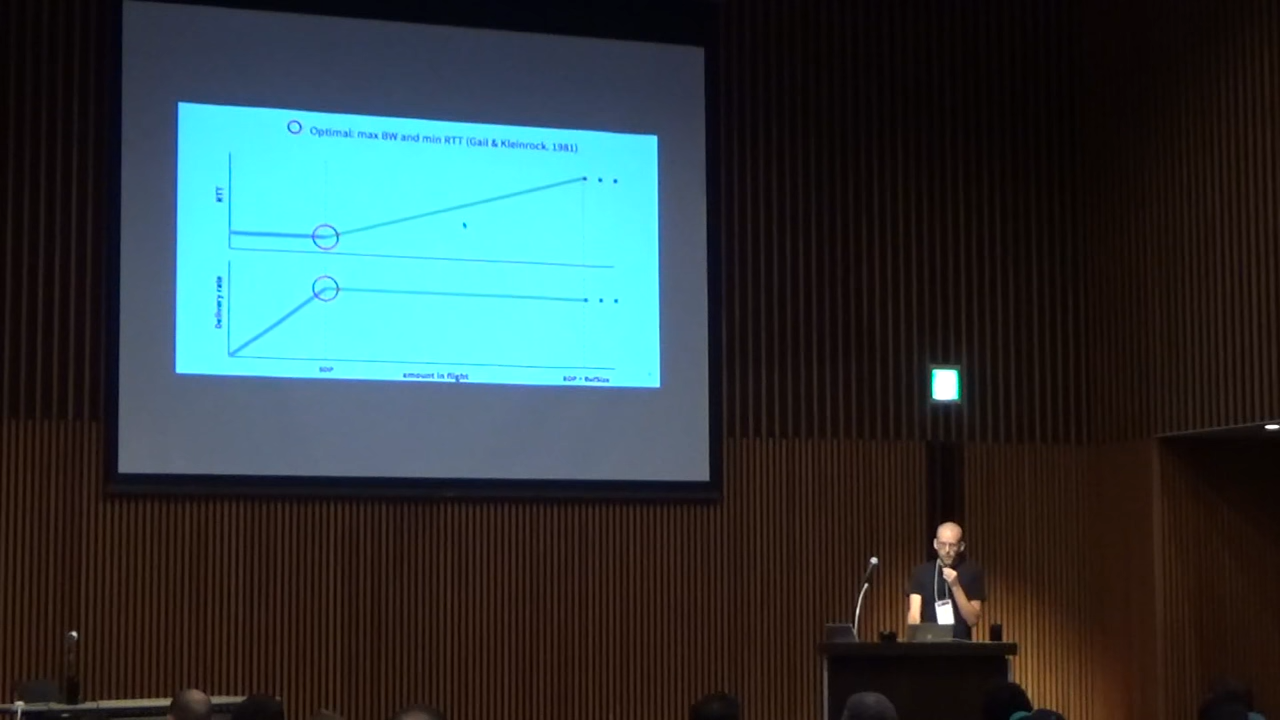 Optimal: max BW and min RTT (Gail & Kleinrock, 1981)
RTT
Delivery rate
BDP
amount in flight
BDP + BufSize